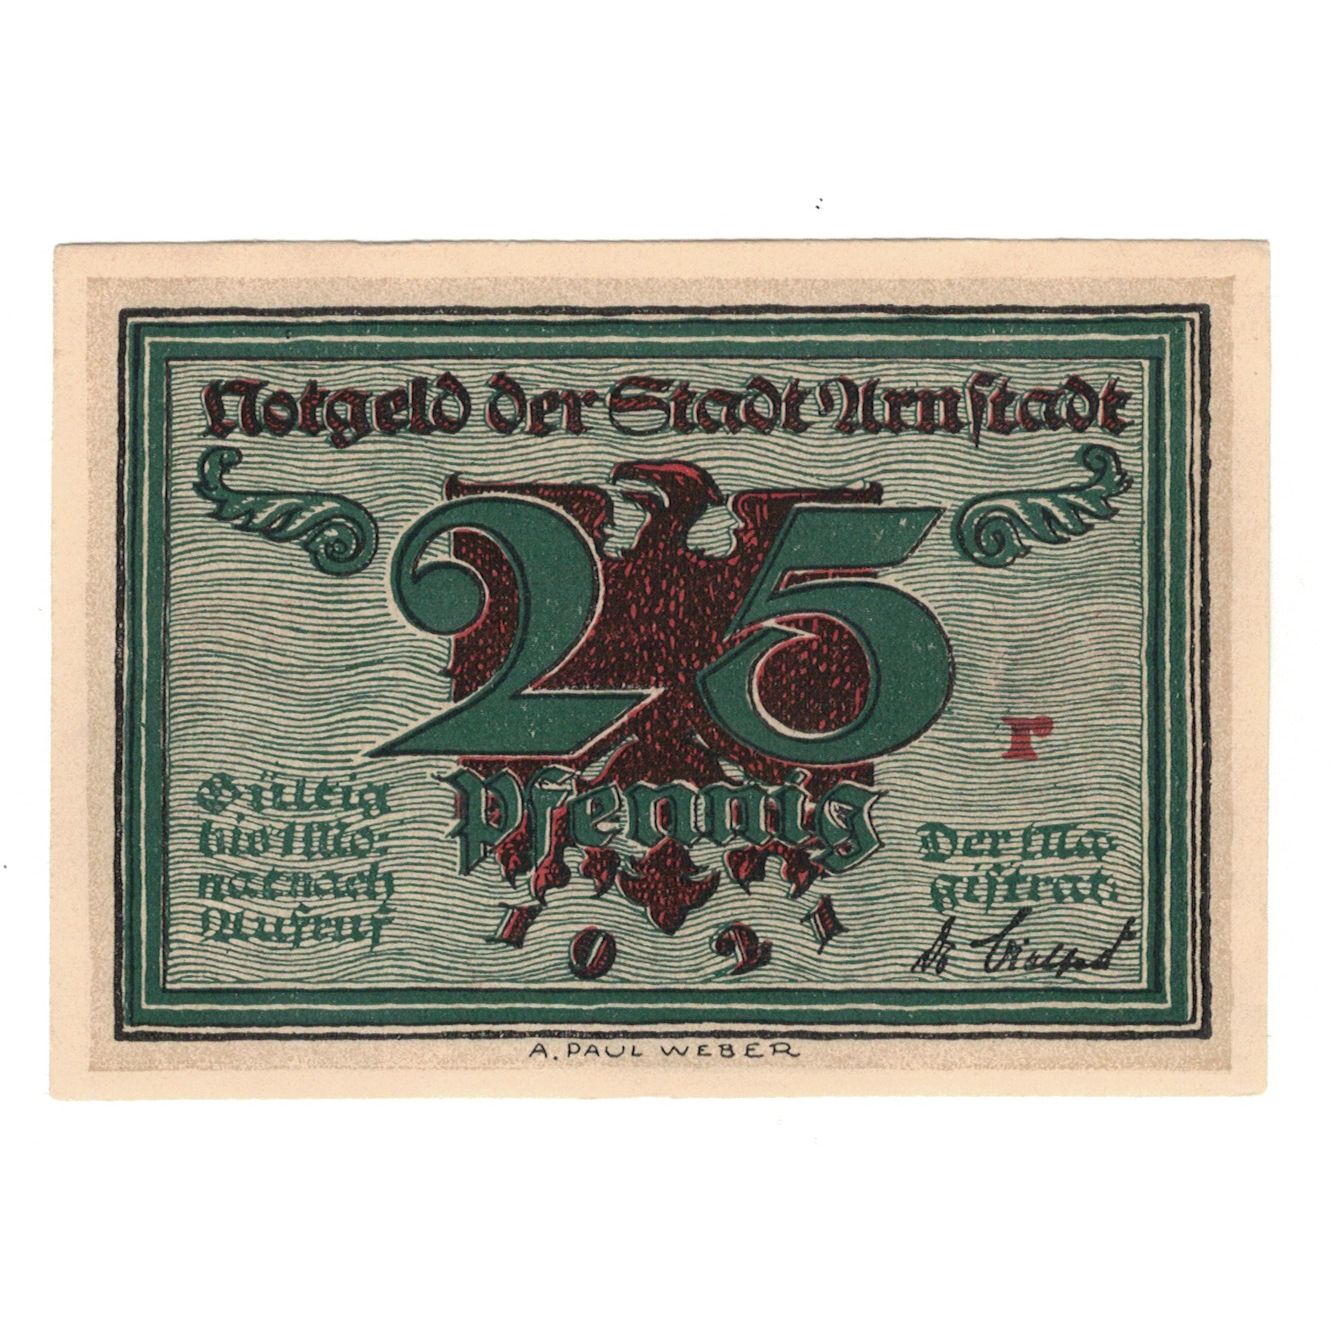 Notgeld der Stadt Arnstadt
25
Pfennig
1921
r
Gültig
bis 1 Mo-
nat nach
Aufruf
Der Ma-
gistrat:
A. PAUL WEBER